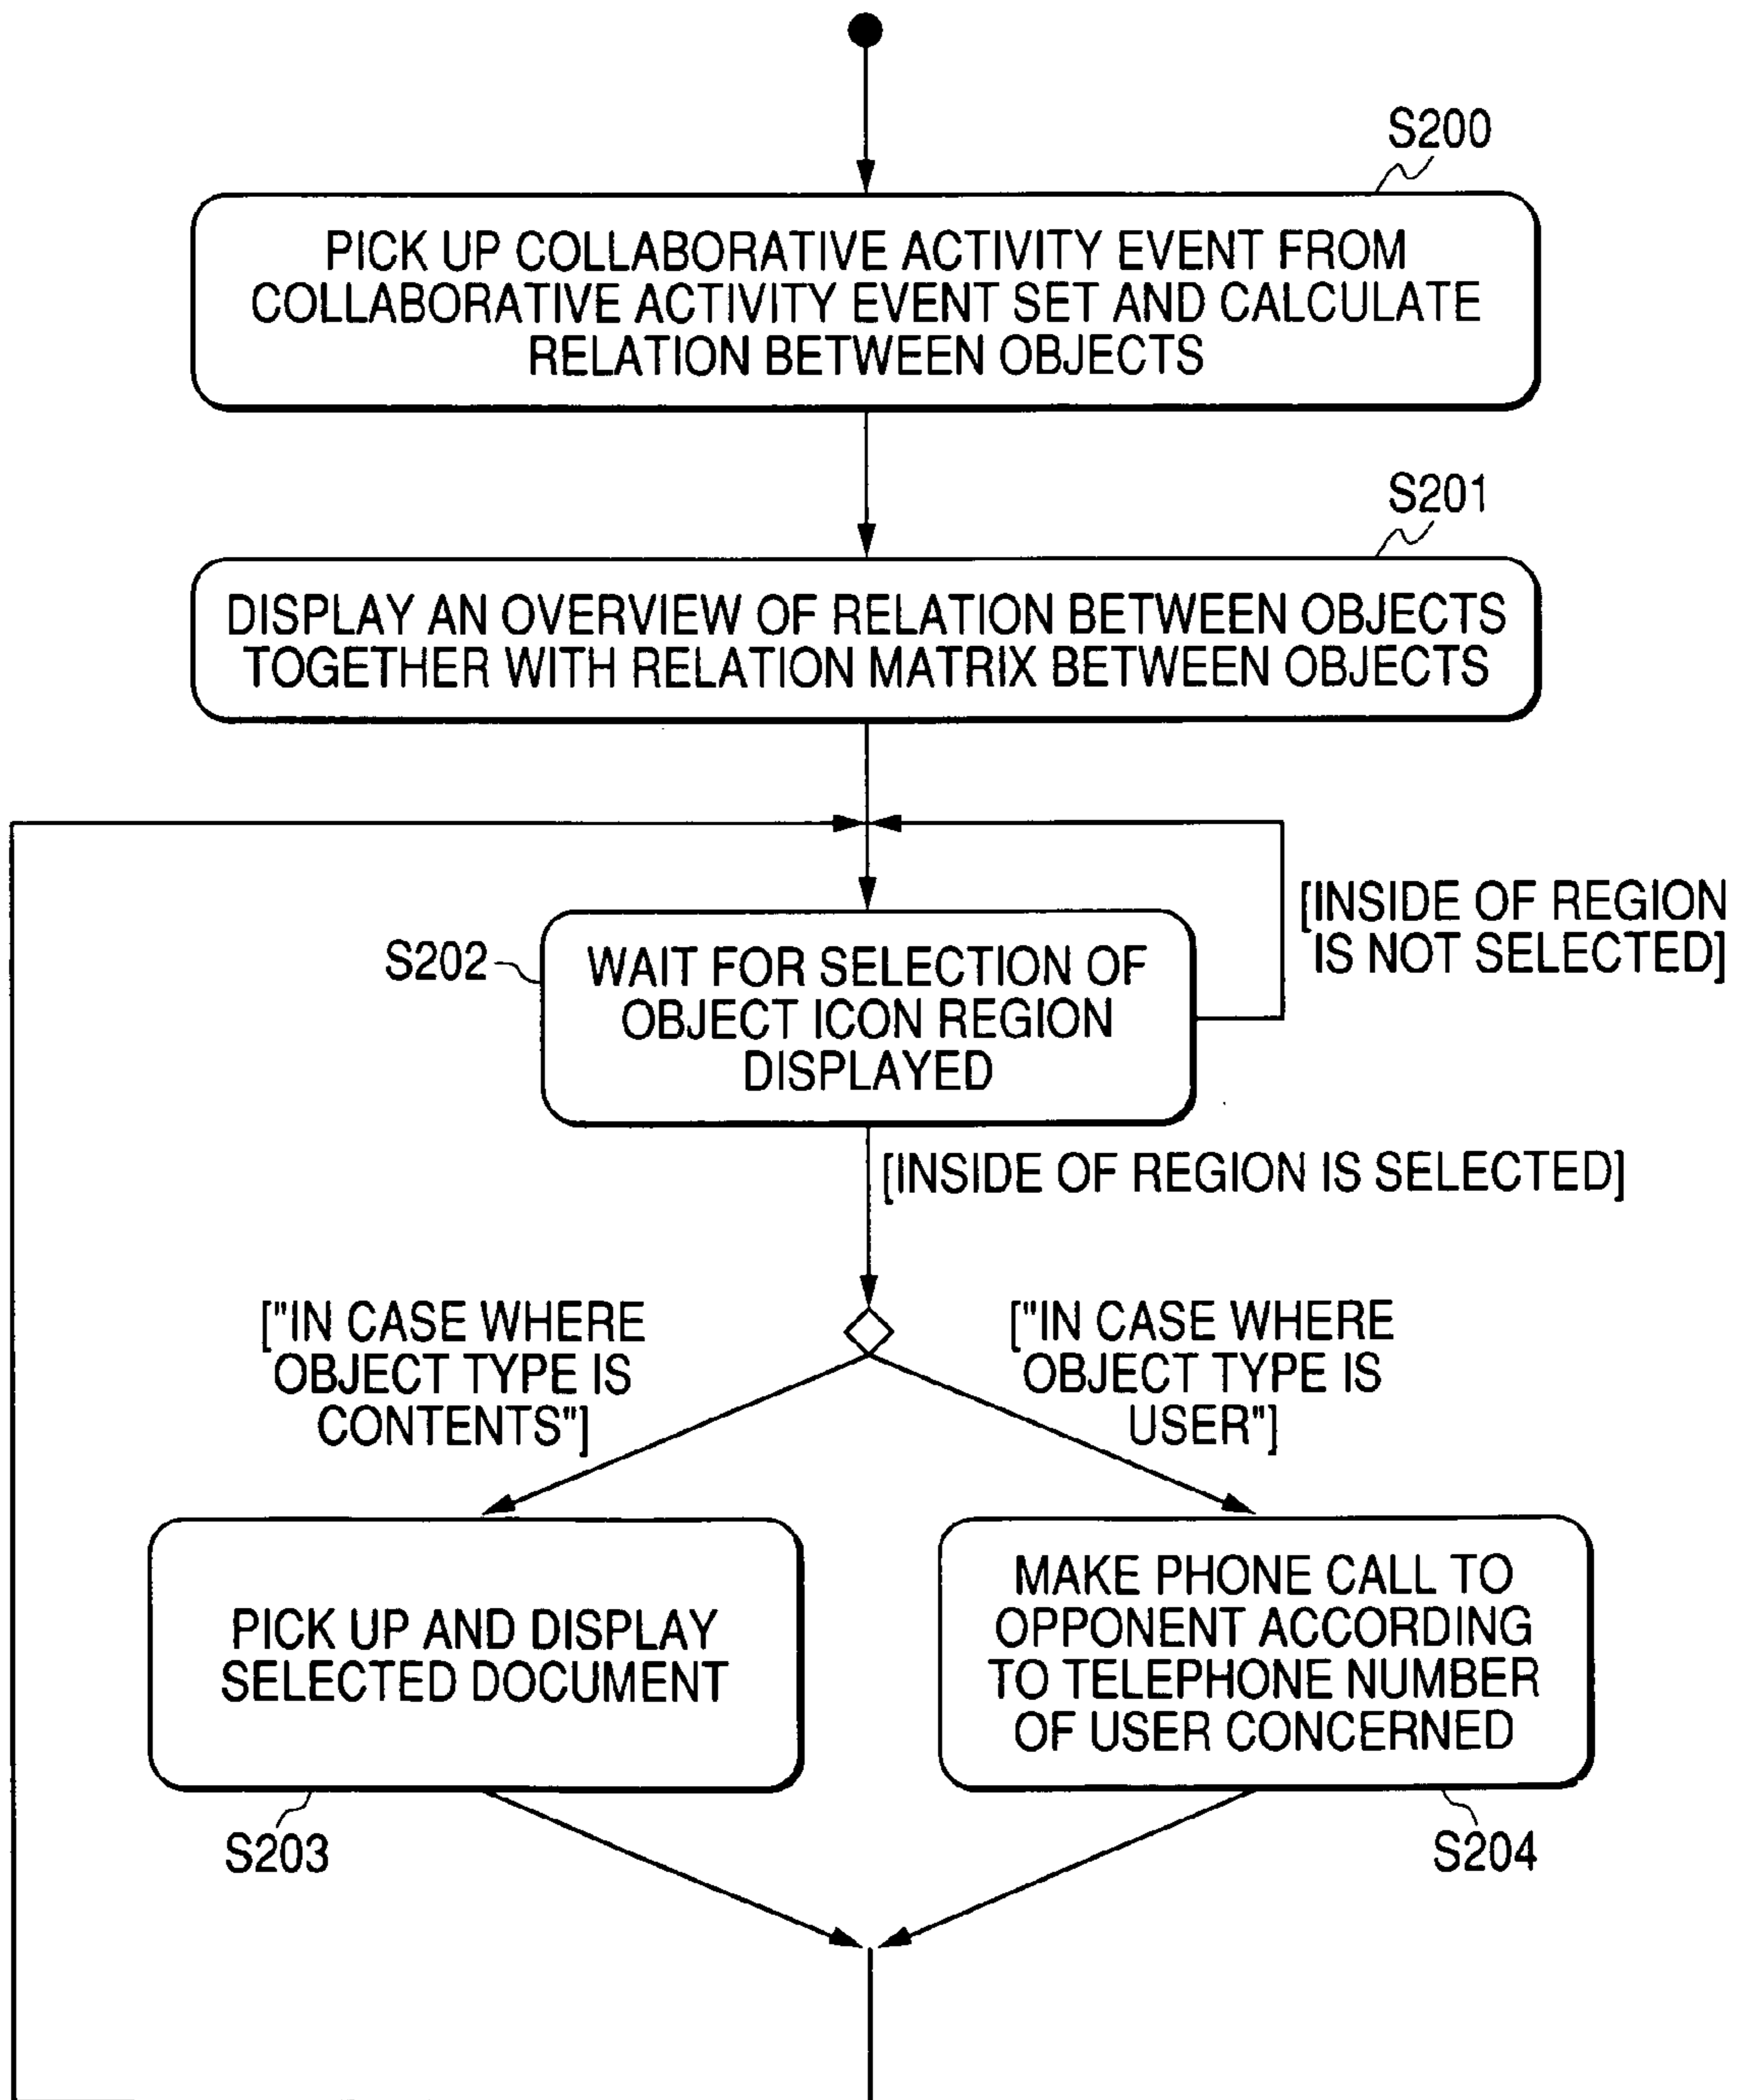 S200
PICK UP COLLABORATIVE ACTIVITY EVENT FROM
COLLABORATIVE ACTIVITY EVENT SET AND CALCULATE
RELATION BETWEEN OBJECTS
S201
DISPLAY AN OVERVIEW OF RELATION BETWEEN OBJECTS
TOGETHER WITH RELATION MATRIX BETWEEN OBJECTS
[INSIDE OF REGION
IS NOT SELECTED]
S202
WAIT FOR SELECTION OF
OBJECT ICON REGION
DISPLAYED
[INSIDE OF REGION IS SELECTED]
["IN CASE WHERE
OBJECT TYPE IS
CONTENTS"]
["IN CASE WHERE
OBJECT TYPE IS
USER"]
PICK UP AND DISPLAY
SELECTED DOCUMENT
MAKE PHONE CALL TO
OPPONENT ACCORDING
TO TELEPHONE NUMBER
OF USER CONCERNED
S203
S204